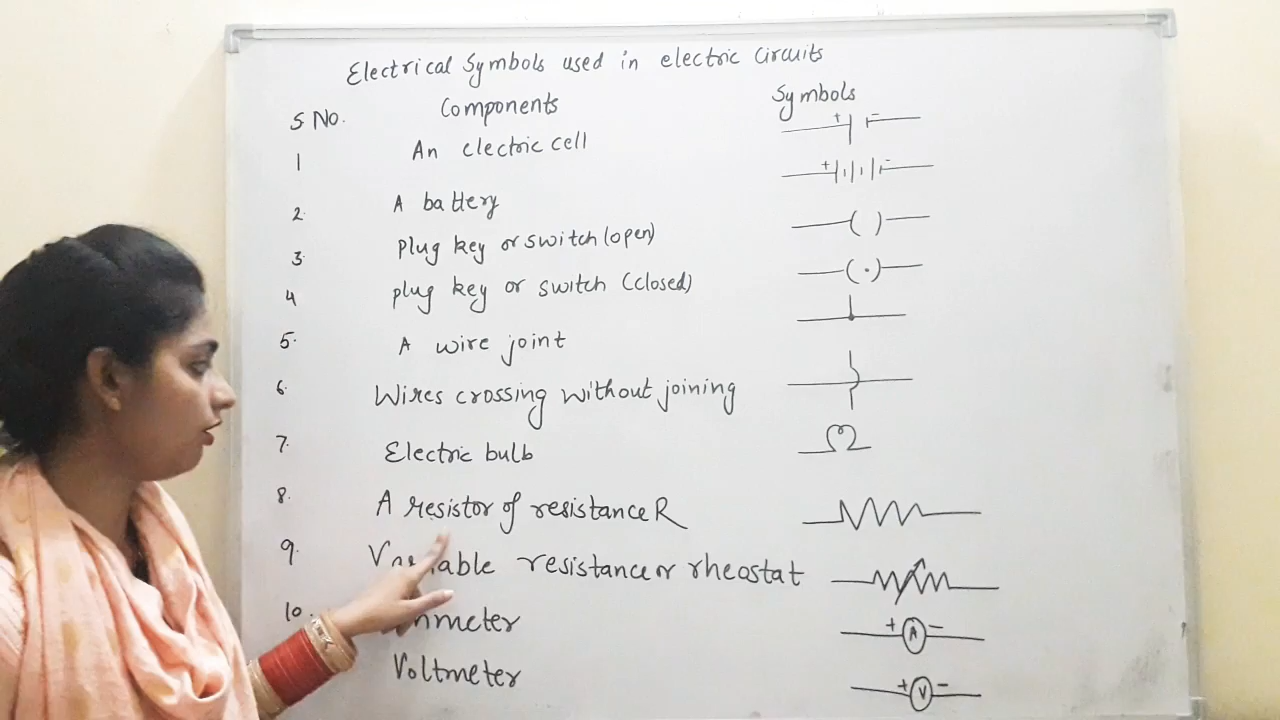 Electrical Symbols used in electric Circuits
S No. Components Symbols
1 An electric cell + -
2. A battery + -
3. Plug key or switch (open)
4 plug key or switch (closed)
5. A wire joint
6. Wires crossing without joining
7. Electric bulb
8. A resistor of resistance R
9. resistance or rheostat
10. + A -
Voltmeter + V -